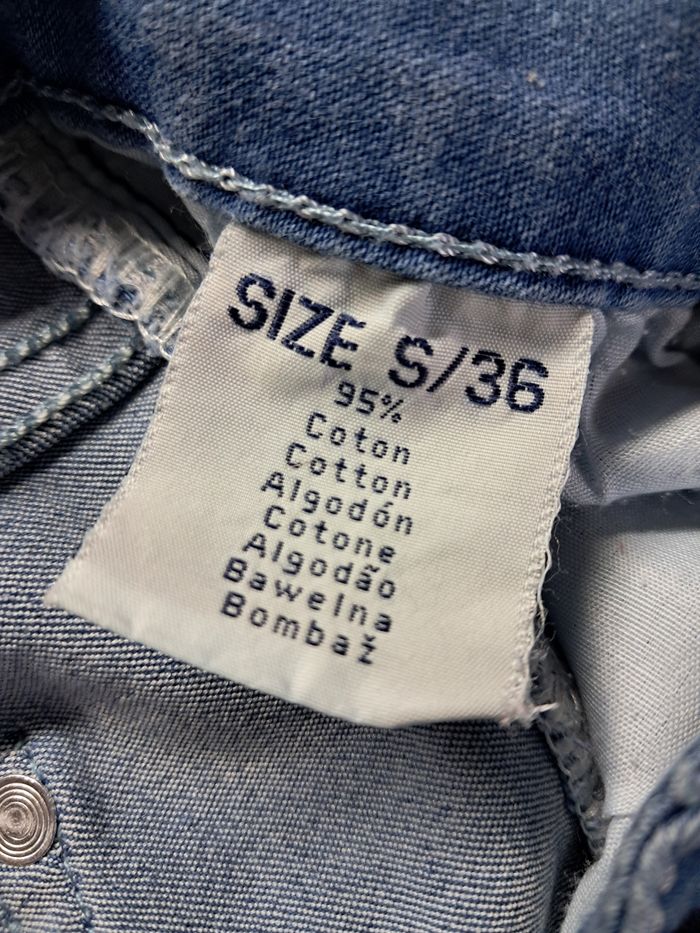 SIZE S/36
95%
Coton
Cotton
Algodón
Cotone
Algodão
Bawelna
Bombaž